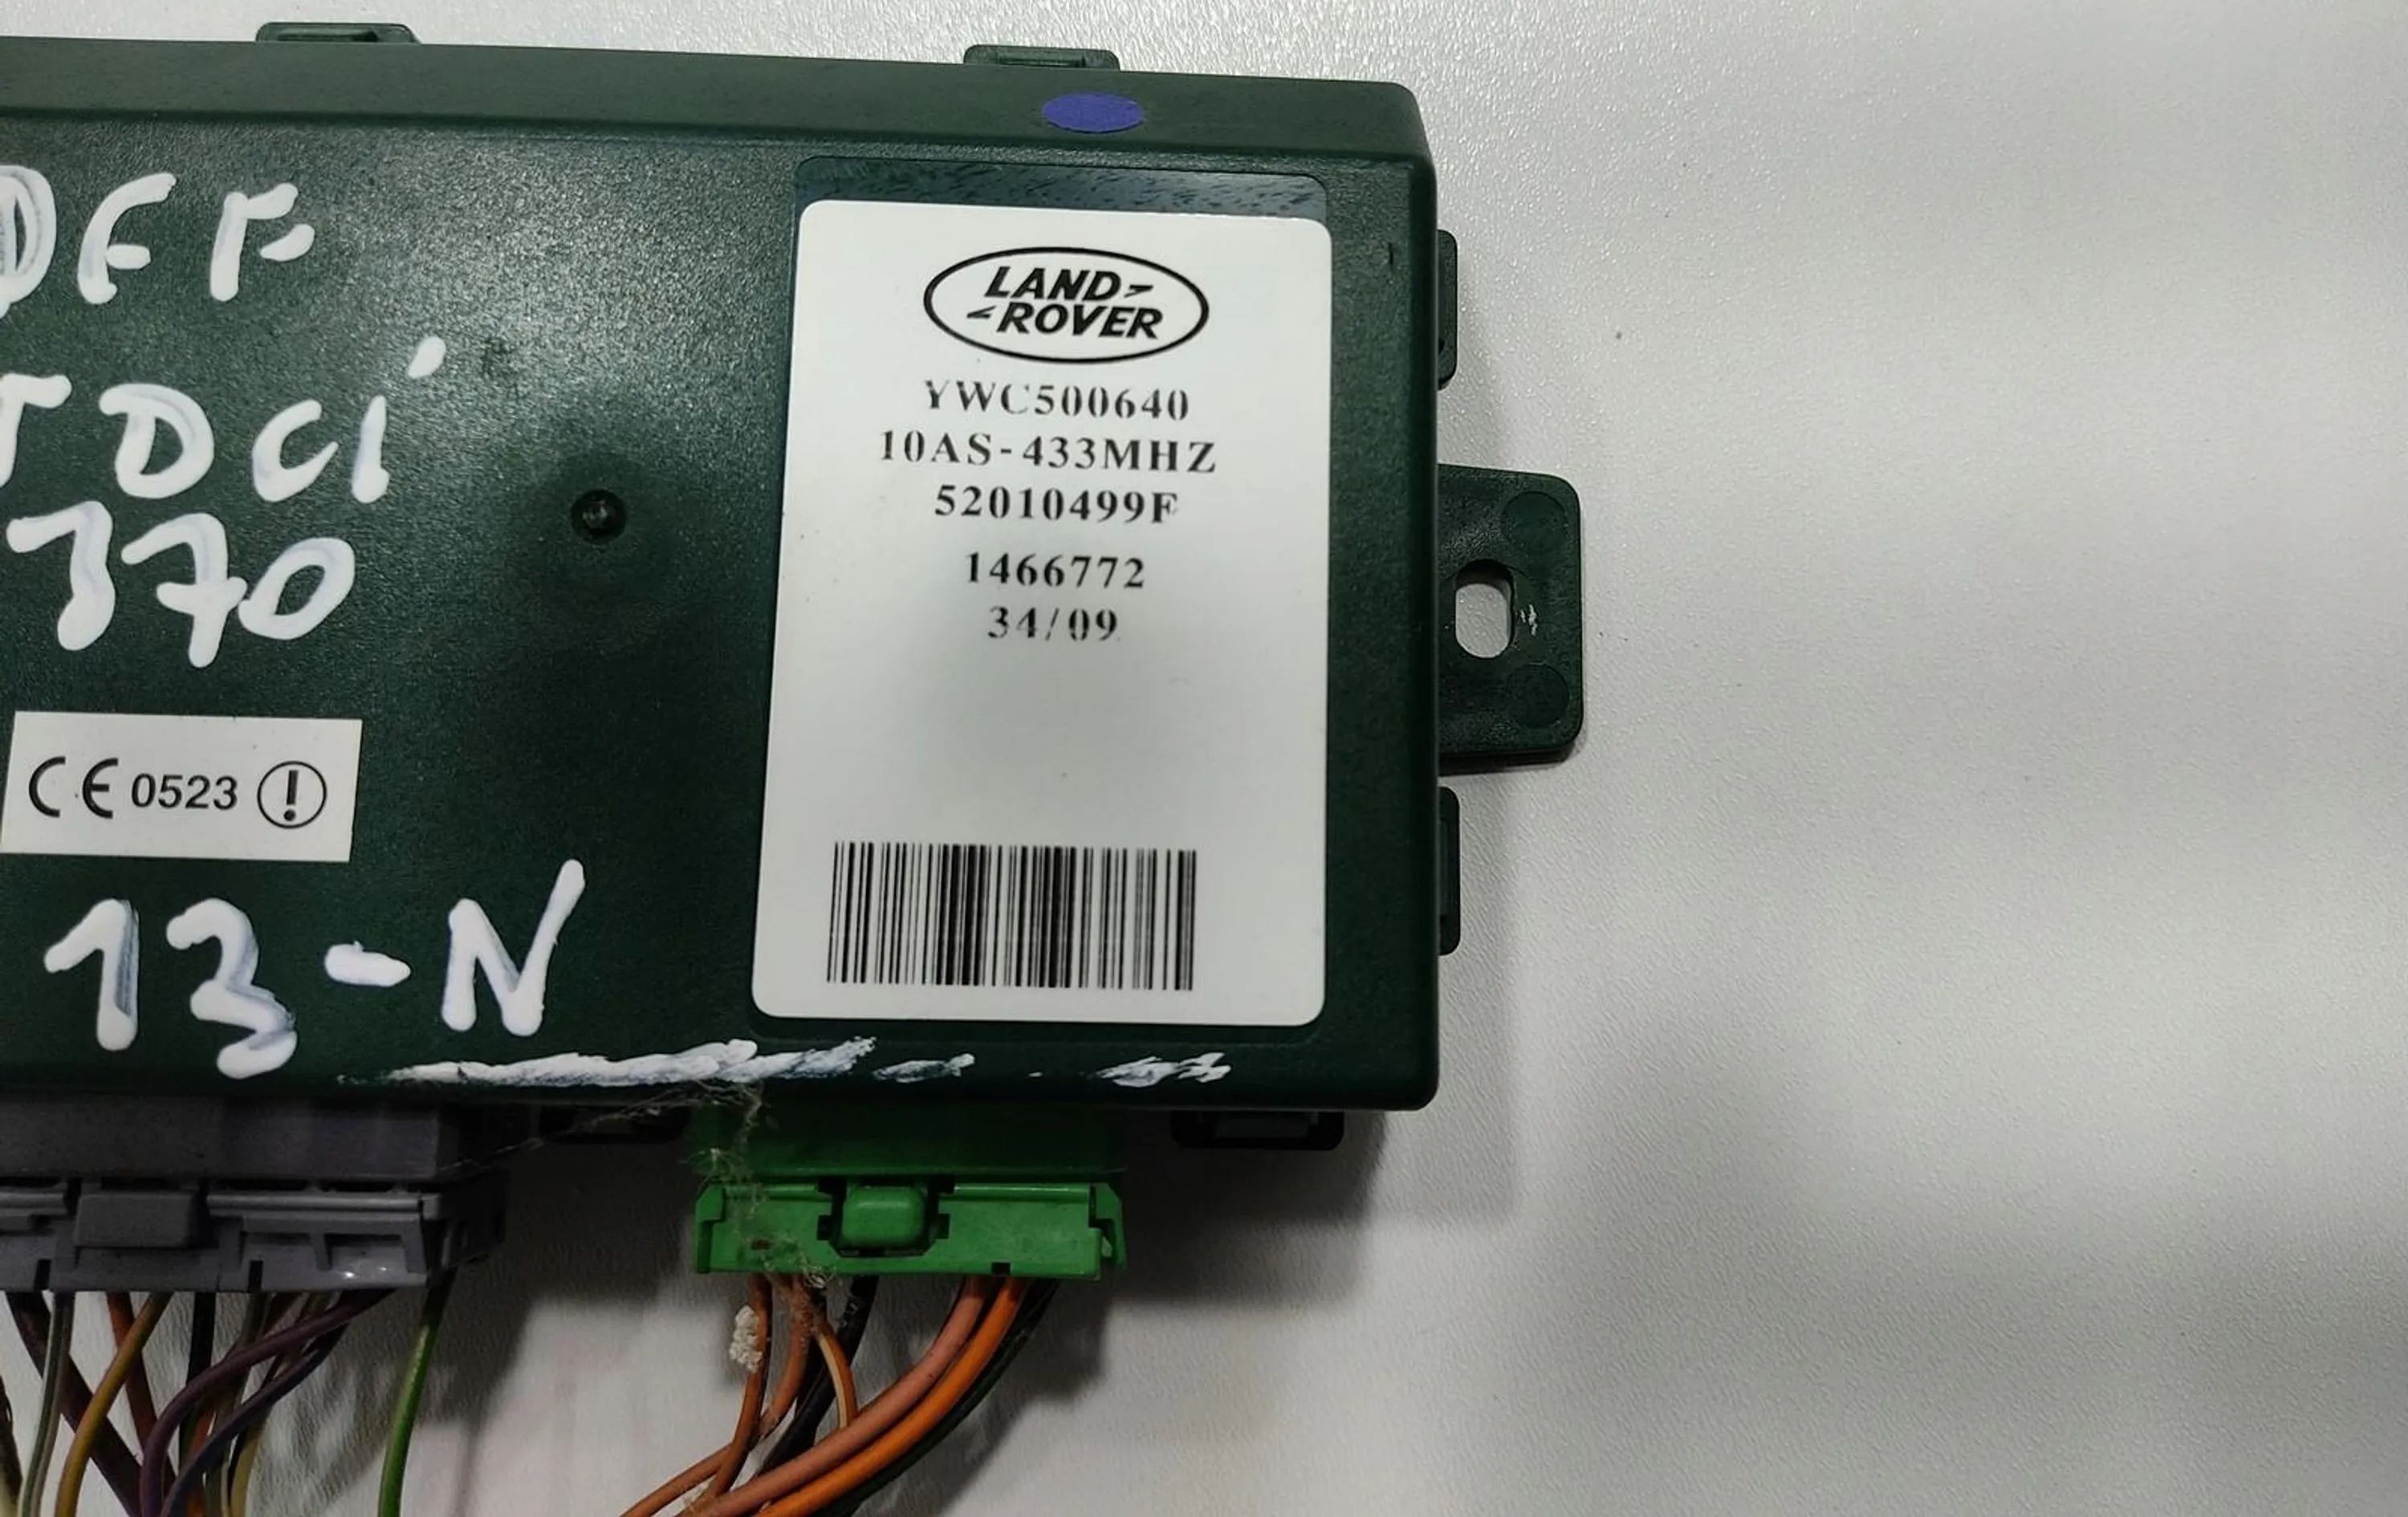 DEF
TDCi
370
CE 0523
13-N
LAND
ROVER
YWC500640
10AS-433MHZ
52010499F
1466772
34/09